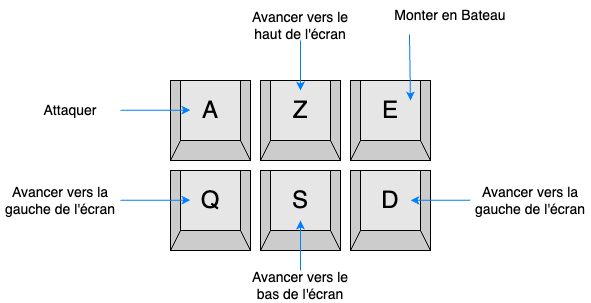 Avancer vers le
haut de l'écran
Monter en Bateau
Attaquer
A
Z
E
Avancer vers la
gauche de l'écran
Q
S
D
Avancer vers la
gauche de l'écran
Avancer vers le
bas de l'écran